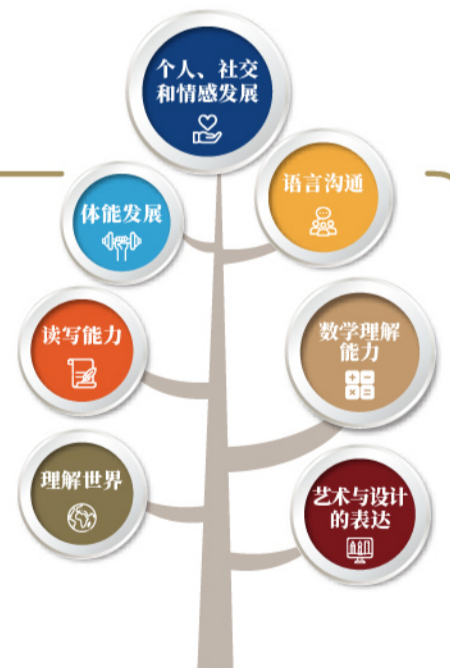 个人、社交
和情感发展
体能发展
语言沟通
读写能力
数学理解
能力
理解世界
艺术与设计
的表达